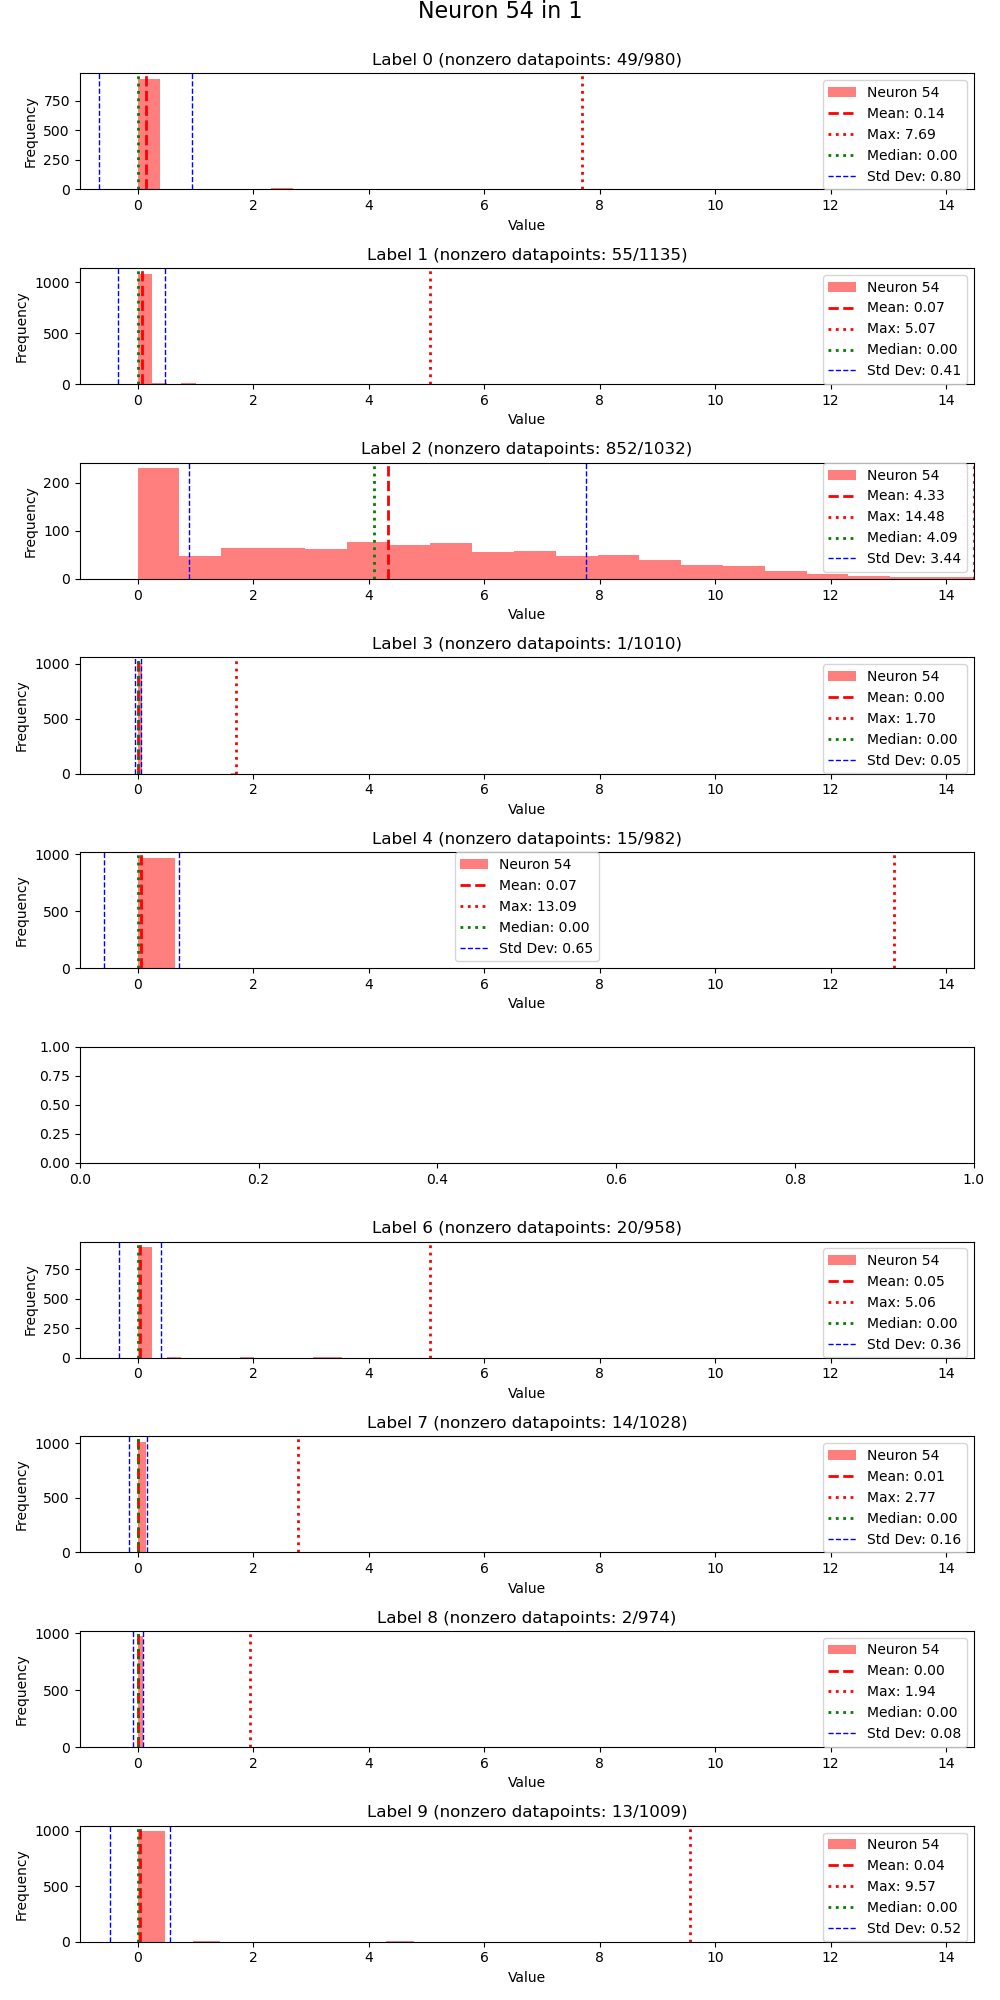 Neuron 54 in 1
Label 0 (nonzero datapoints: 49/980)
Frequency
750
500
250
0
Neuron 54
Mean: 0.14
Max: 7.69
Median: 0.00
Std Dev: 0.80
0 2 4 6 8 10 12 14
Value
Label 1 (nonzero datapoints: 55/1135)
Frequency
1000
500
0
Neuron 54
Mean: 0.07
Max: 5.07
Median: 0.00
Std Dev: 0.41
0 2 4 6 8 10 12 14
Value
Label 2 (nonzero datapoints: 852/1032)
Frequency
200
100
0
Neuron 54
Mean: 4.33
Max: 14.48
Median: 4.09
Std Dev: 3.44
0 2 4 6 8 10 12 14
Value
Label 3 (nonzero datapoints: 1/1010)
Frequency
1000
500
0
Neuron 54
Mean: 0.00
Max: 1.70
Median: 0.00
Std Dev: 0.05
0 2 4 6 8 10 12 14
Value
Label 4 (nonzero datapoints: 15/982)
Frequency
1000
500
0
Neuron 54
Mean: 0.07
Max: 13.09
Median: 0.00
Std Dev: 0.65
0 2 4 6 8 10 12 14
Value
1.00
0.75
0.50
0.25
0.00
0.0 0.2 0.4 0.6 0.8 1.0
Label 6 (nonzero datapoints: 20/958)
Frequency
750
500
250
0
Neuron 54
Mean: 0.05
Max: 5.06
Median: 0.00
Std Dev: 0.36
0 2 4 6 8 10 12 14
Value
Label 7 (nonzero datapoints: 14/1028)
Frequency
1000
500
0
Neuron 54
Mean: 0.01
Max: 2.77
Median: 0.00
Std Dev: 0.16
0 2 4 6 8 10 12 14
Value
Label 8 (nonzero datapoints: 2/974)
Frequency
1000
500
0
Neuron 54
Mean: 0.00
Max: 1.94
Median: 0.00
Std Dev: 0.08
0 2 4 6 8 10 12 14
Value
Label 9 (nonzero datapoints: 13/1009)
Frequency
1000
500
0
Neuron 54
Mean: 0.04
Max: 9.57
Median: 0.00
Std Dev: 0.52
0 2 4 6 8 10 12 14
Value